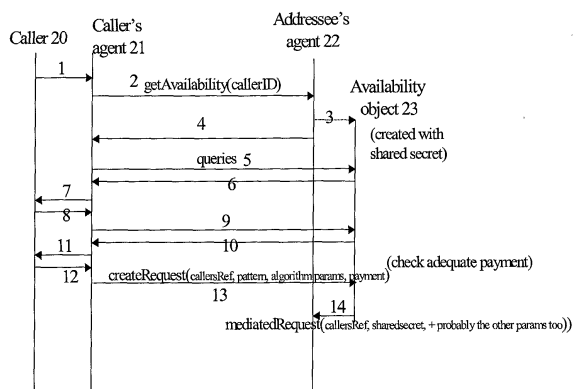 Caller 20
Caller's
agent 21
Addressee's
agent 22
Availability
object 23
(created with
shared secret)
1
2 getAvailability(callerID)
3
4
queries 5
6
7
8
9
10
11
12
(check adequate payment)
createRequest(callersRef, pattern, algorithm params, payment)
13
14
mediatedRequest(callersRef, sharedsecret, + probably the other params too))